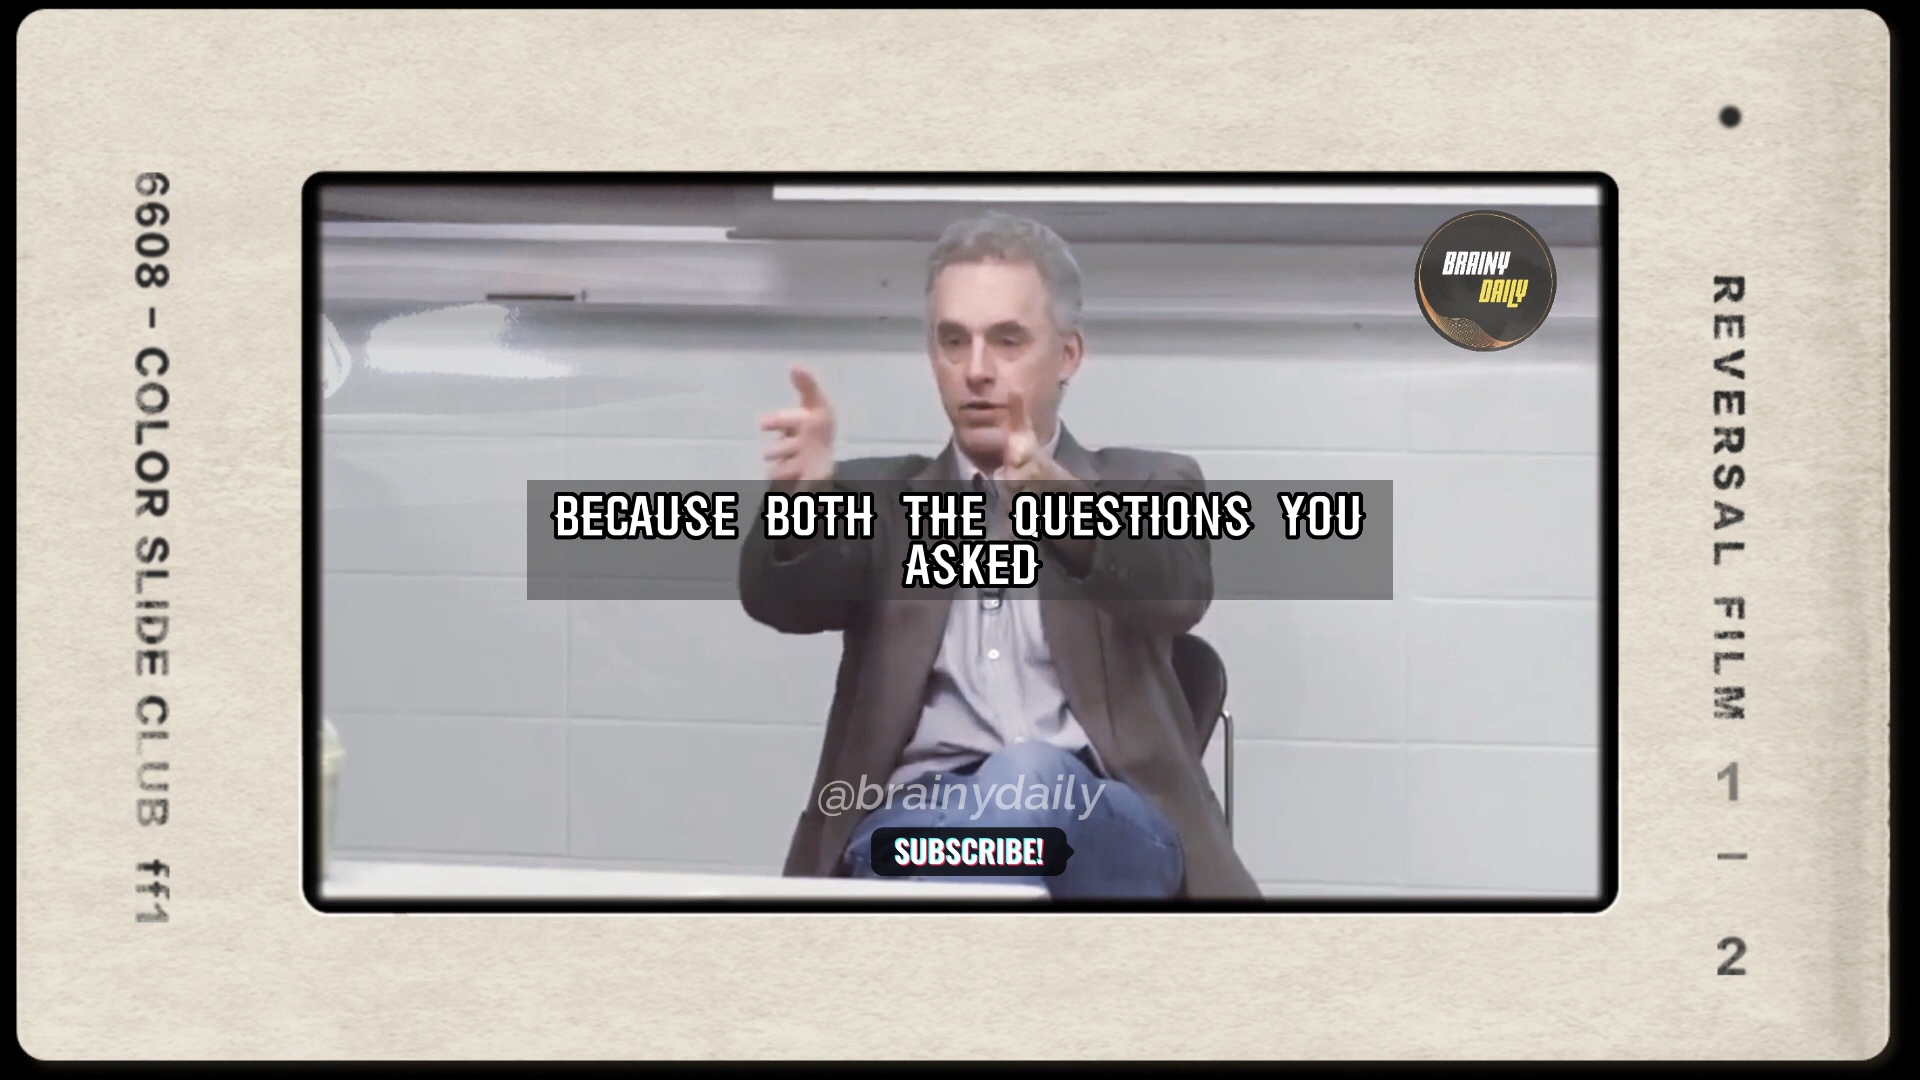 6608 - COLOR SLIDE CLUB ff1
BRAINY
DAILY
BECAUSE BOTH THE QUESTIONS YOU
ASKED
@brainydaily
SUBSCRIBE!
REVERSAL FILM 1 - 2